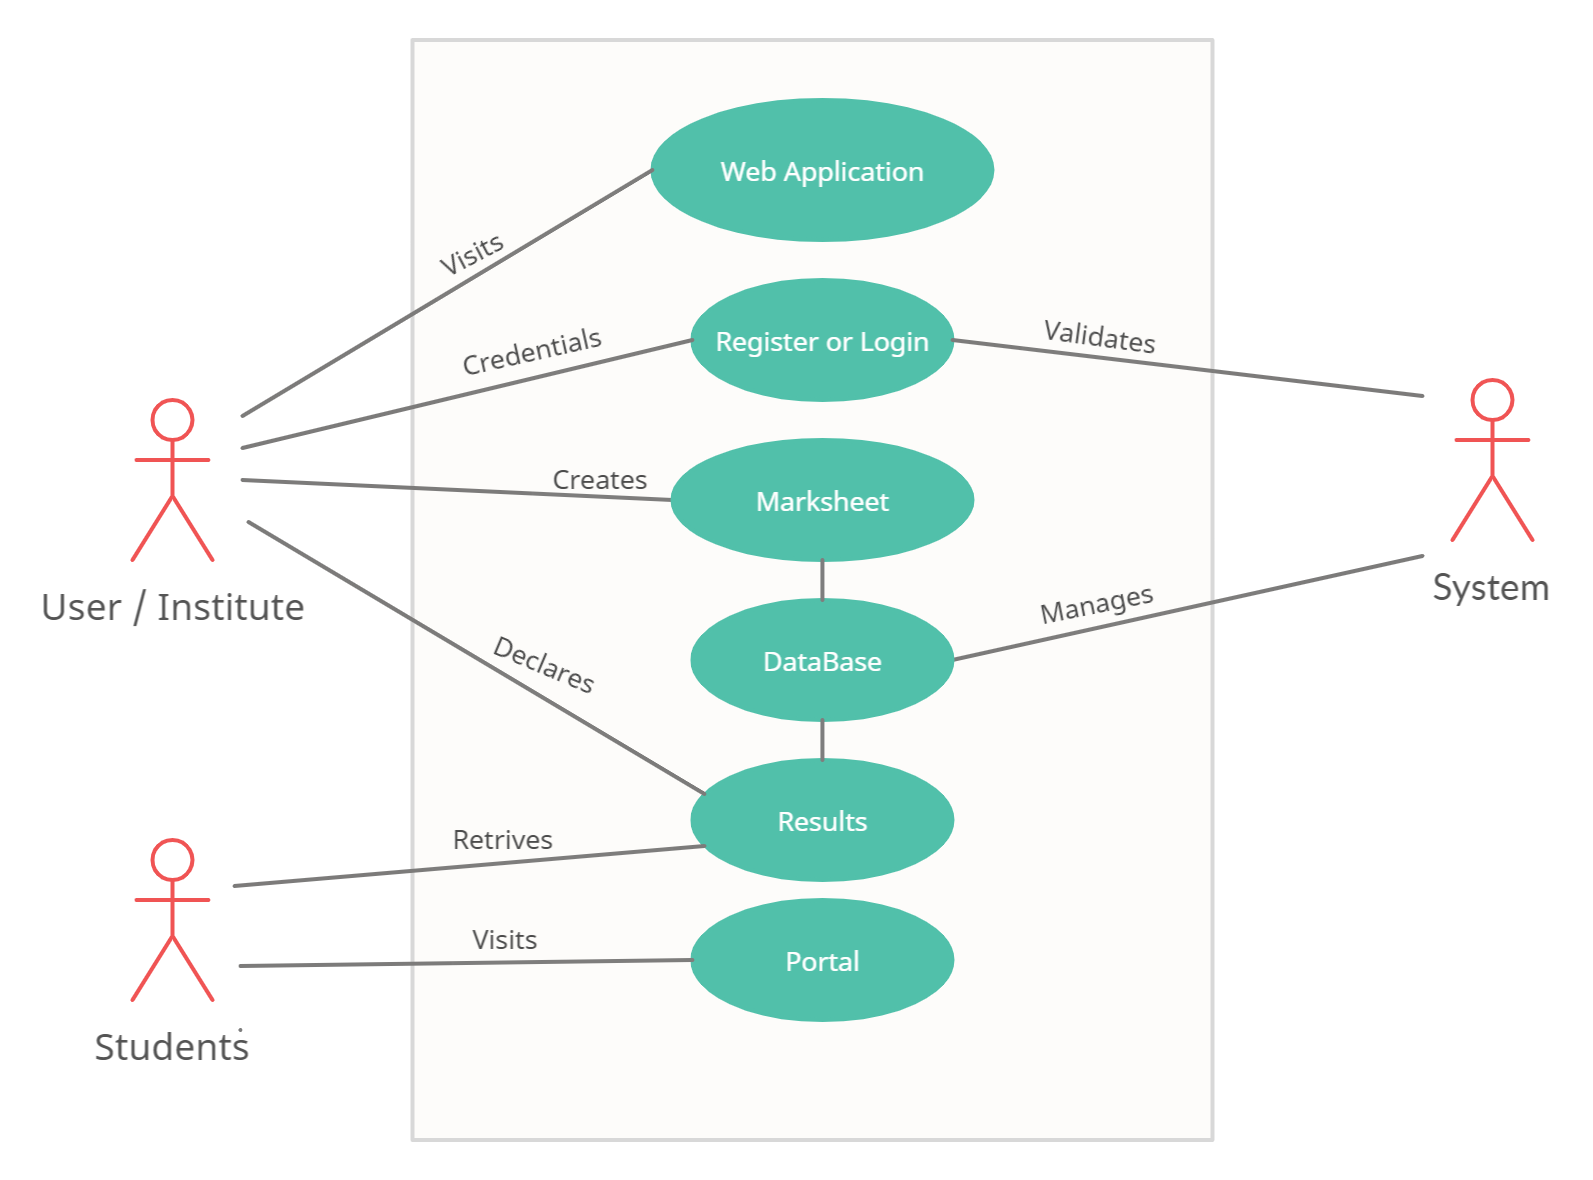 Web Application
Visits
Register or Login
Credentials
Validates
Creates
Marksheet
User / Institute
System
Manages
DataBase
Declares
Results
Retrives
Visits
Portal
Students